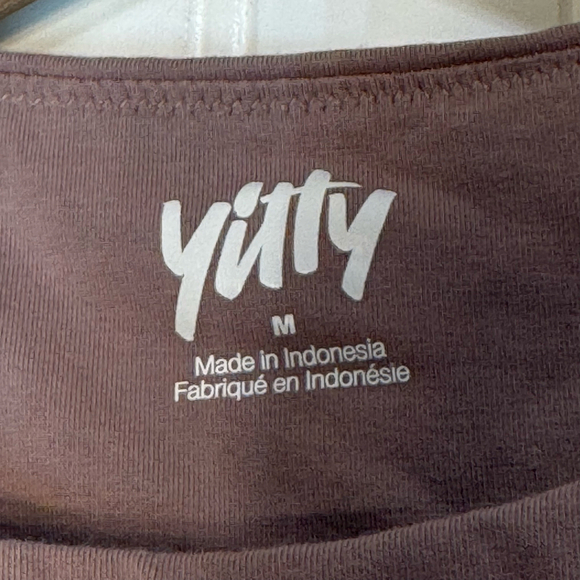 yitty
M
Made in Indonesia
Fabriqué en Indonésie